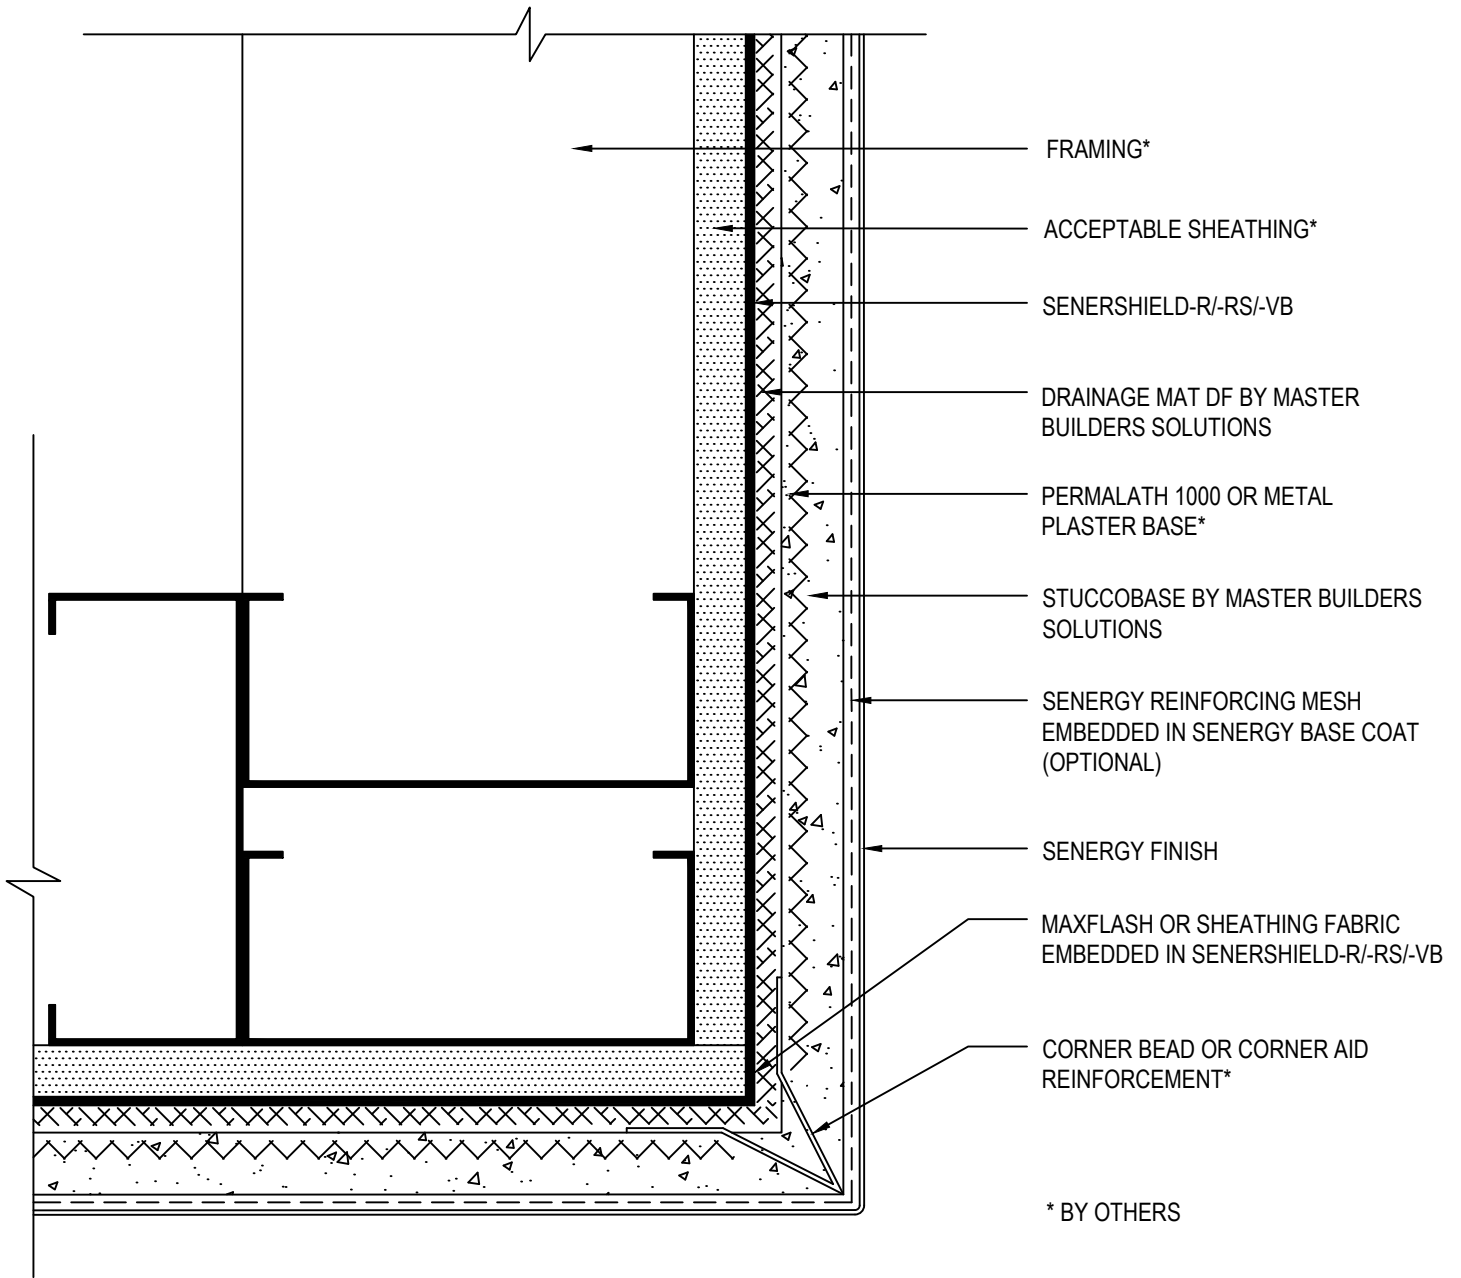 FRAMING*
ACCEPTABLE SHEATHING*
SENERSHIELD-R/-RS/-VB
DRAINAGE MAT DF BY MASTER
BUILDERS SOLUTIONS
PERMALATH 1000 OR METAL
PLASTER BASE*
STUCCOBASE BY MASTER BUILDERS
SOLUTIONS
SENERGY REINFORCING MESH
EMBEDDED IN SENERGY BASE COAT
(OPTIONAL)
SENERGY FINISH
MAXFLASH OR SHEATHING FABRIC
EMBEDDED IN SENERSHIELD-R/-RS/-VB
CORNER BEAD OR CORNER AID
REINFORCEMENT*
* BY OTHERS